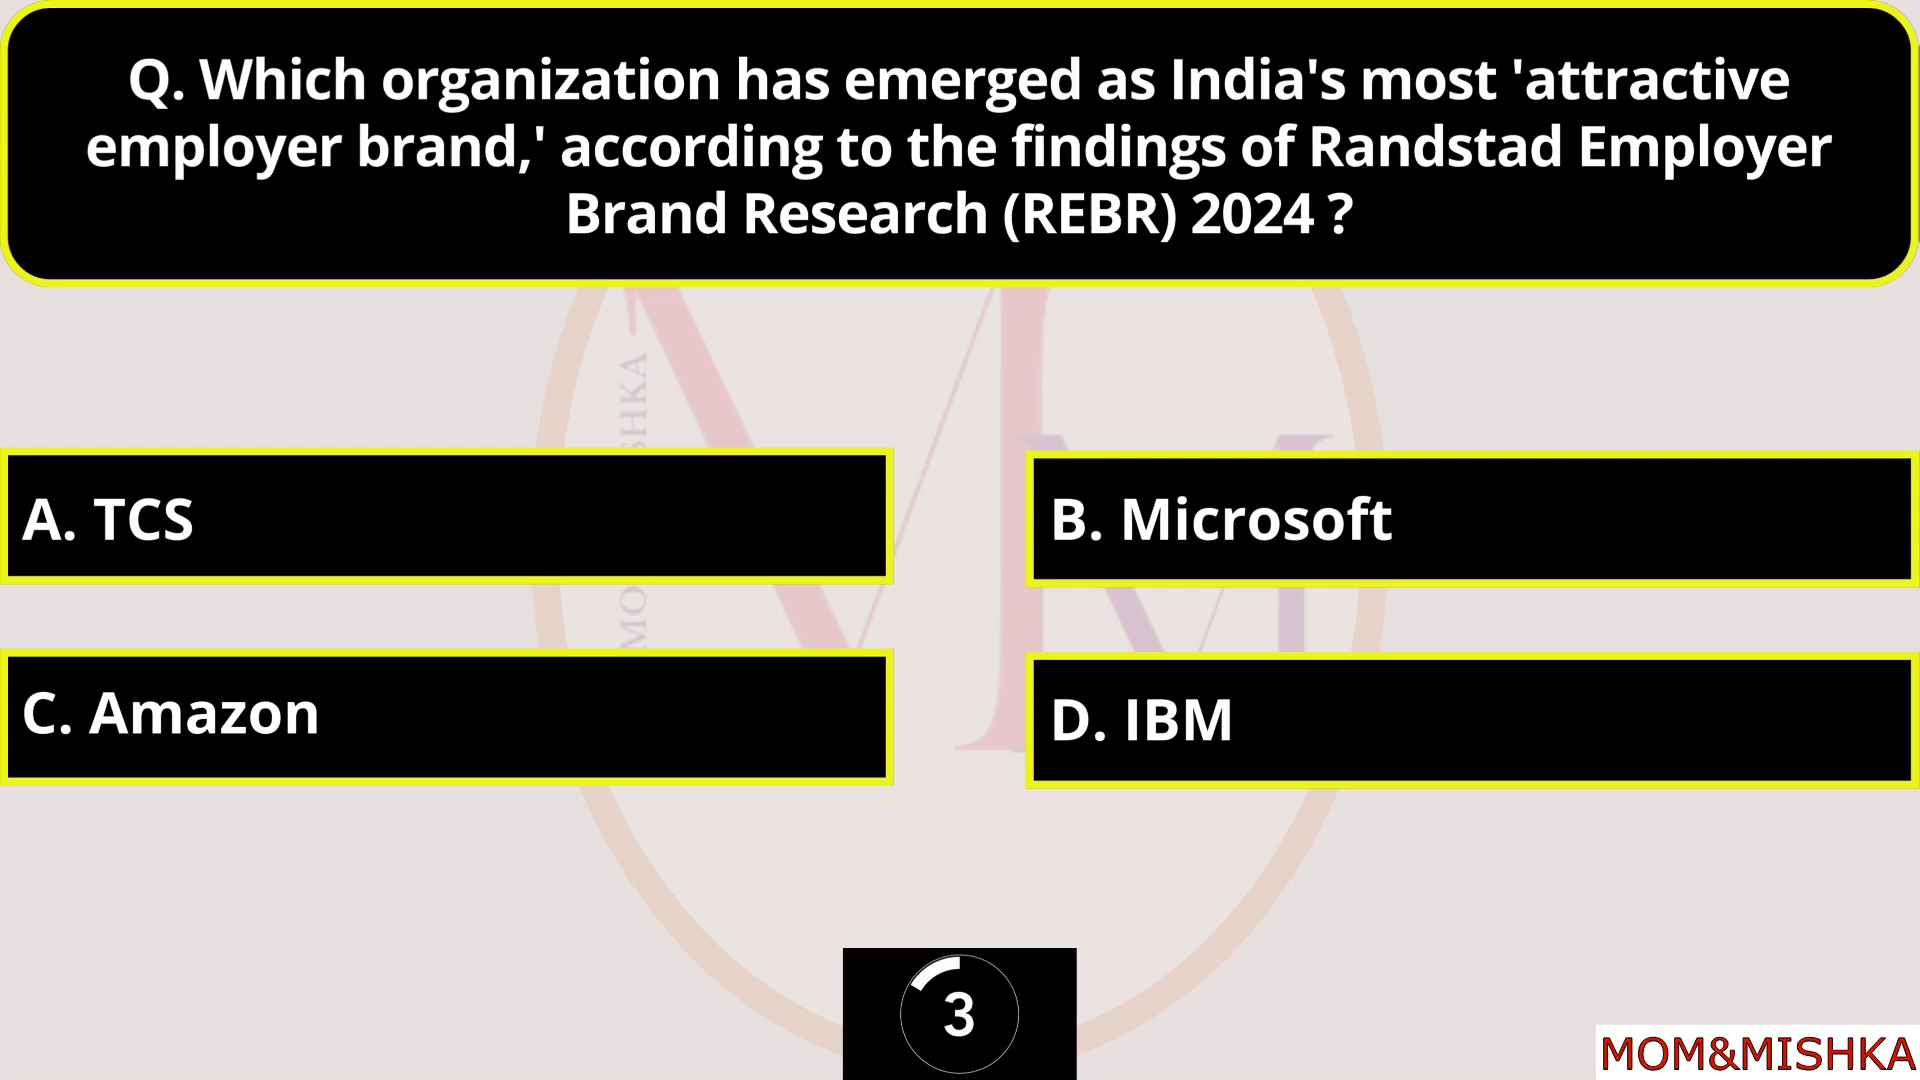 Q. Which organization has emerged as India's most 'attractive
employer brand,' according to the findings of Randstad Employer
Brand Research (REBR) 2024 ?
A. TCS
B. Microsoft
C. Amazon
D. IBM
3
MOM&MISHKA